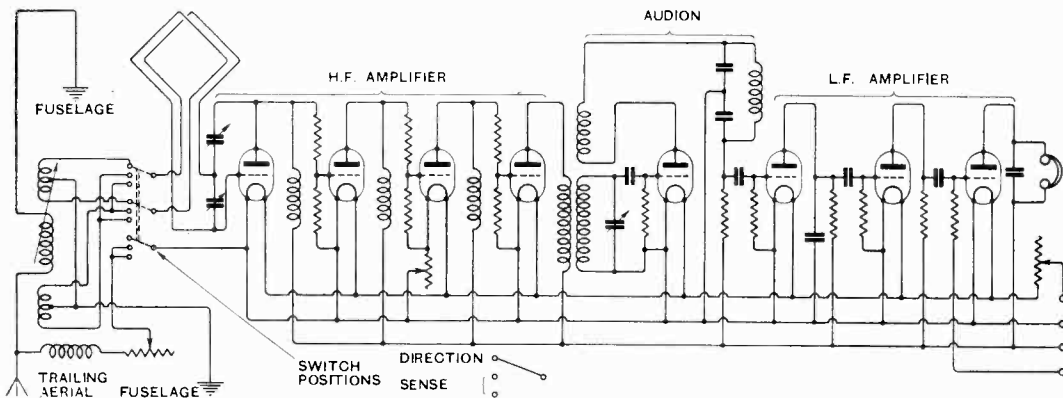 AUDION
H.F. AMPLIFIER
L.F. AMPLIFIER
FUSELAGE
SWITCH POSITIONS
DIRECTION
SENSE
TRAILING AERIAL
FUSELAGE